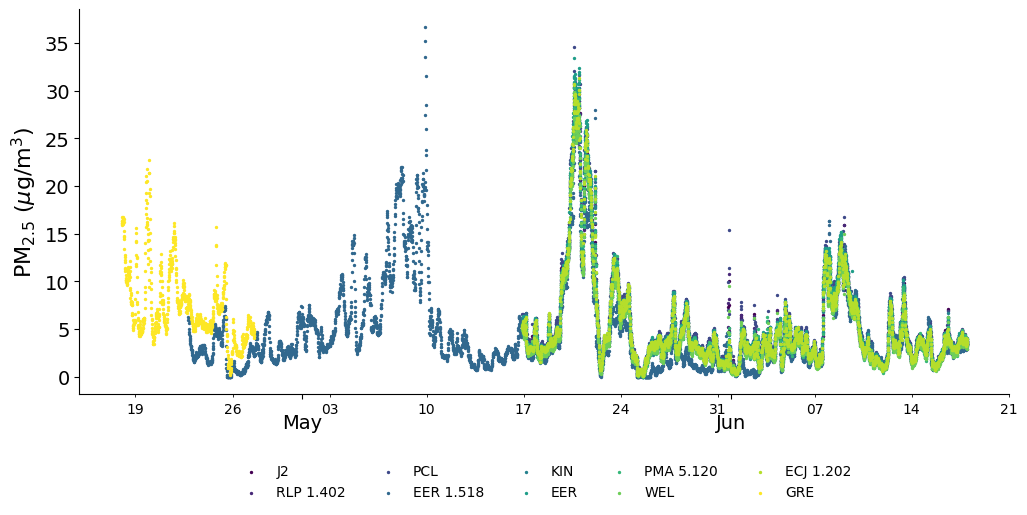 35
30
25
20
15
10
5
0
PM2.5 (μg/m³)
19 26 03 10 17 24 31 07 14 21
May Jun
J2 PCL KIN PMA 5.120 ECJ 1.202
RLP 1.402 EER 1.518 EER WEL GRE